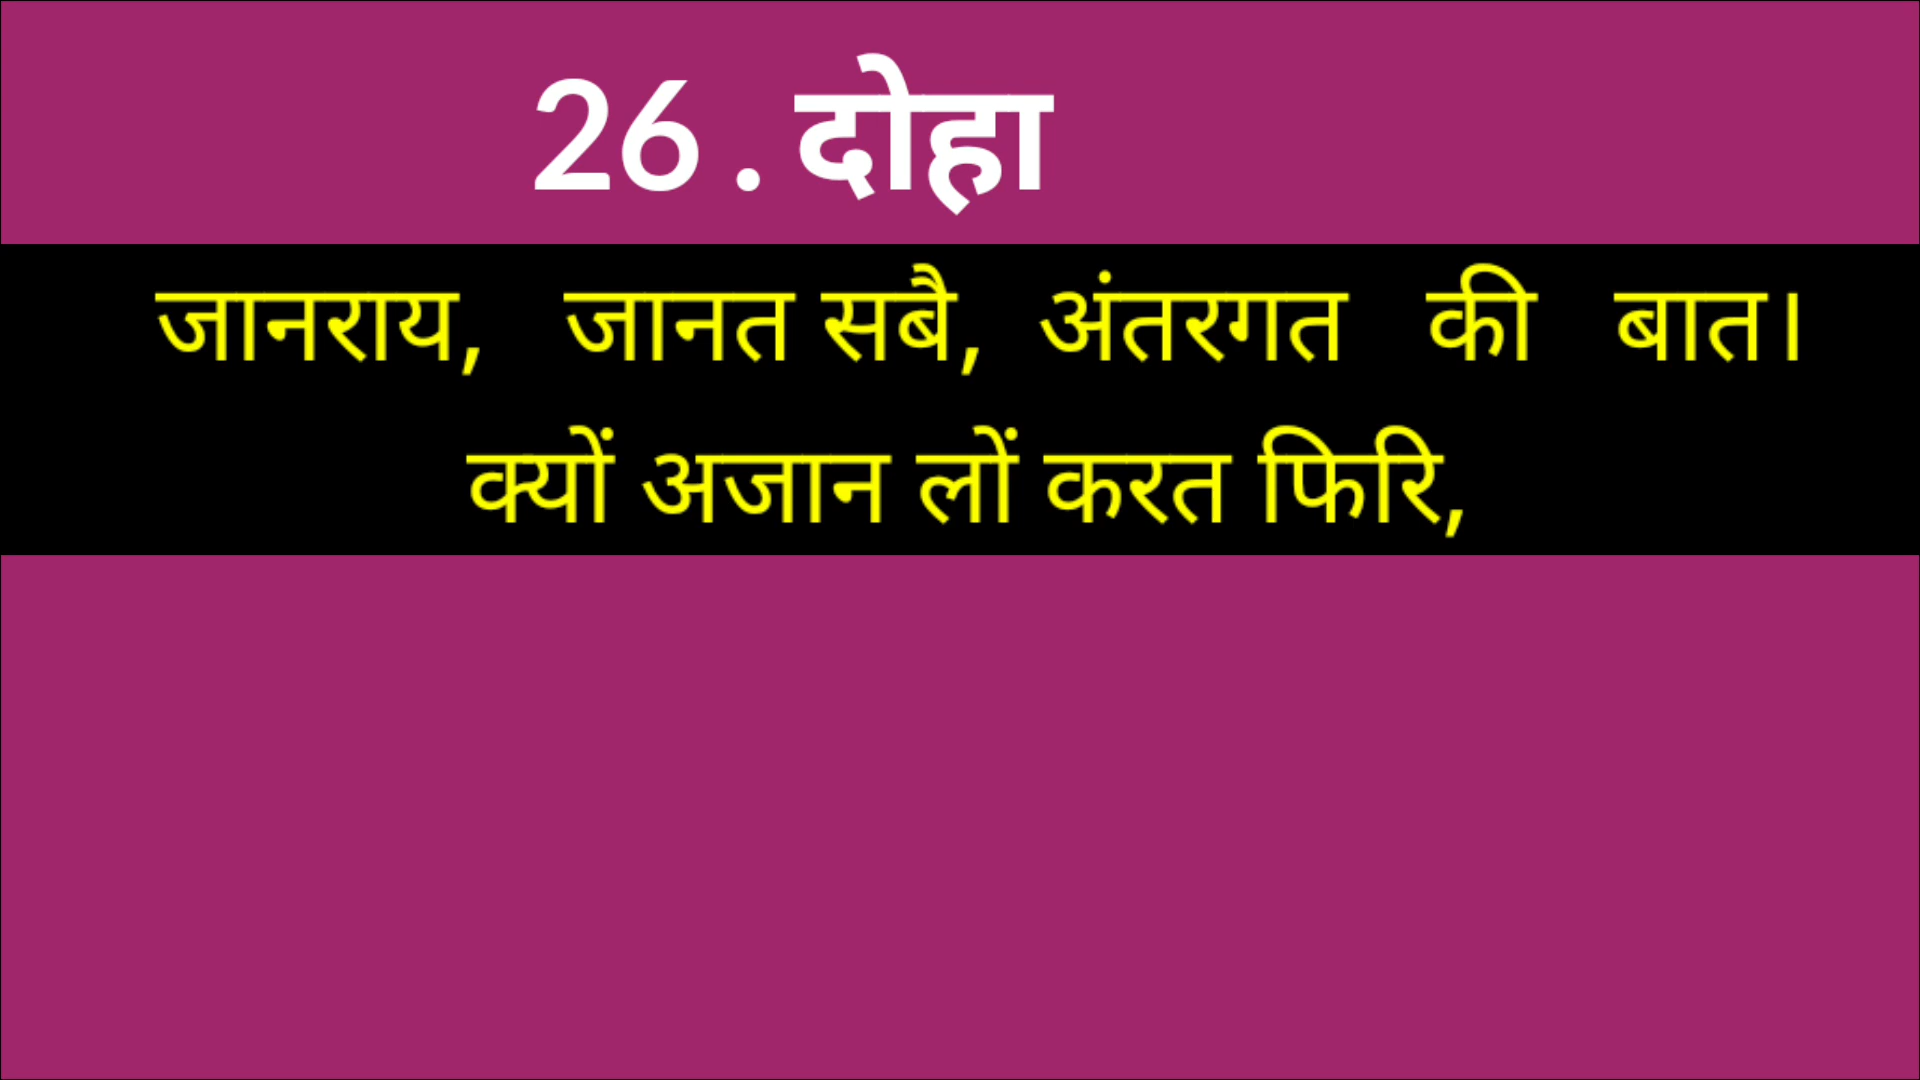 26 . दोहा
जानराय, जानत सबै, अंतरगत की बात।
क्यों अजान लों करत फिरि,